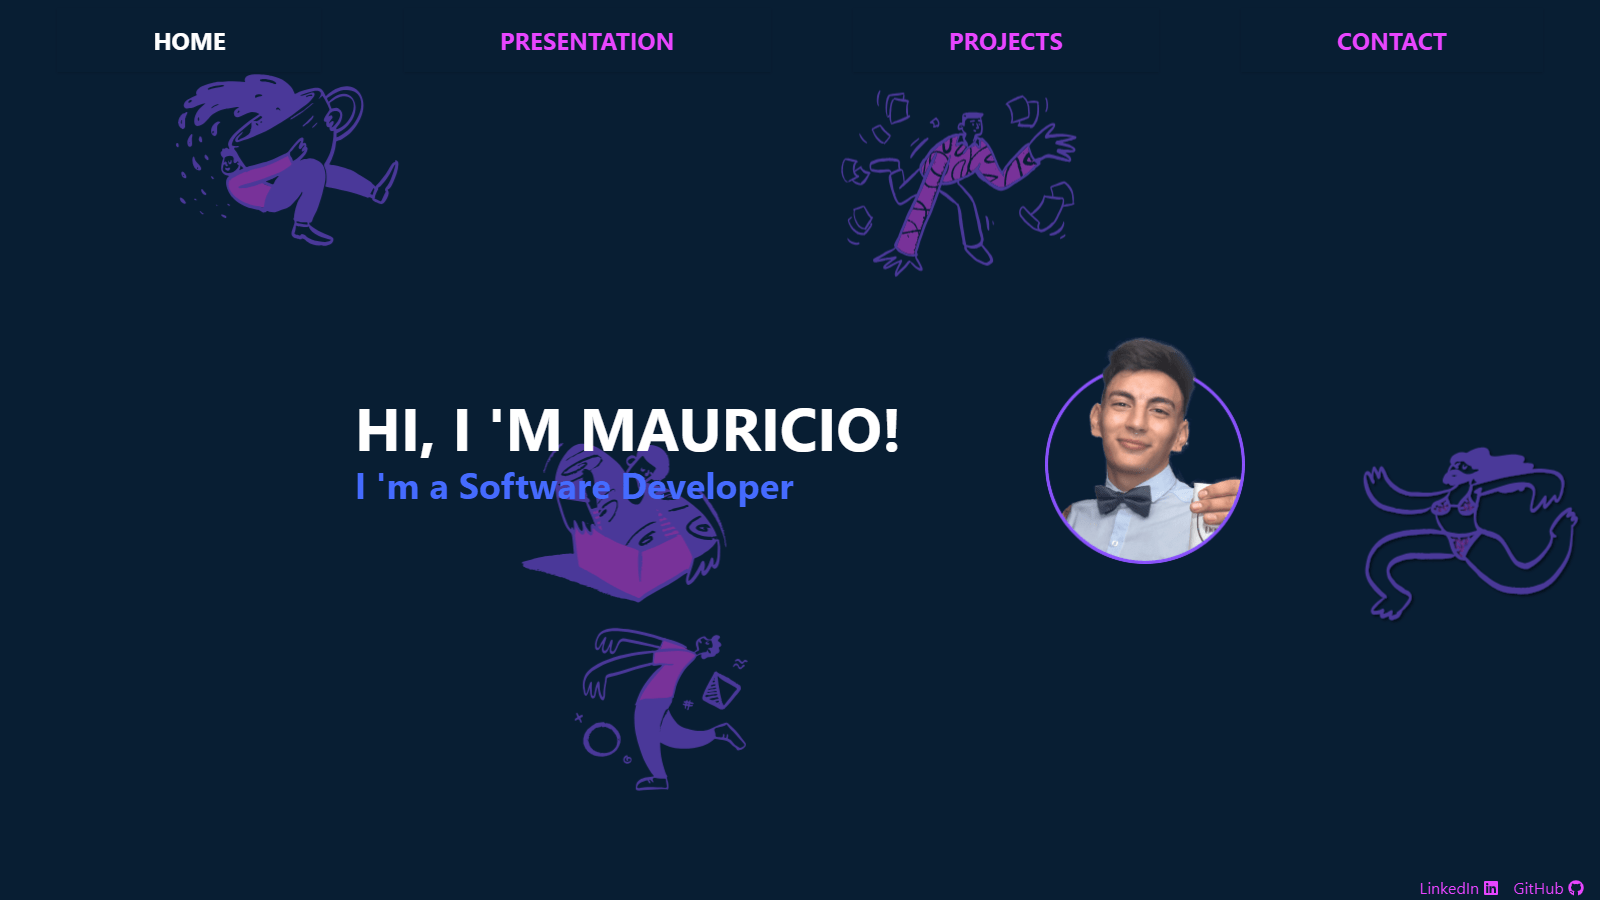 HOME
PRESENTATION
PROJECTS
CONTACT
HI, I 'M MAURICIO!
I 'm a Software Developer
LinkedIn
GitHub